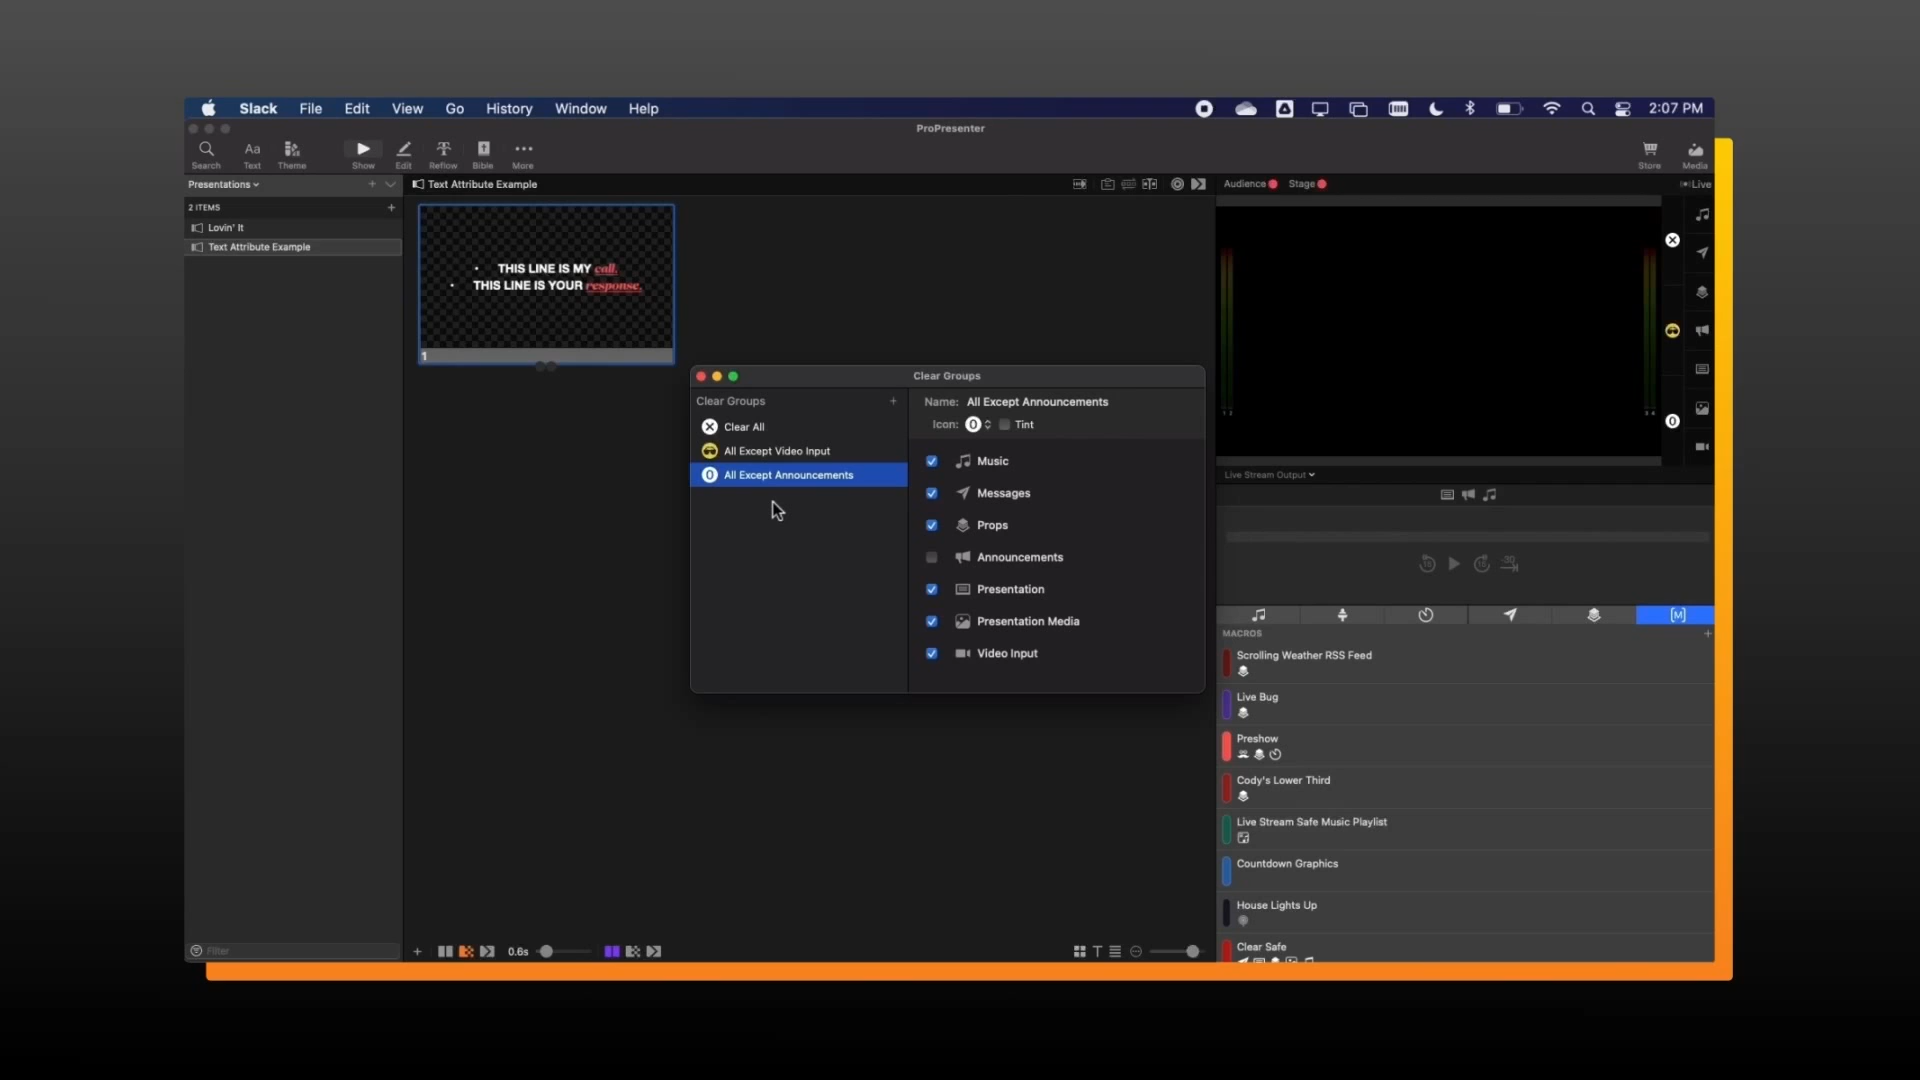 Slack File Edit View Go History Window Help 2:07 PM
ProPresenter
Search Text Theme Show Edit Reflow Bible More Store Media
Presentations
Text Attribute Example
Audience Stage Live
2 ITEMS
Lovin' It
Text Attribute Example
THIS LINE IS MY call.
THIS LINE IS YOUR response.
1
Clear Groups
Clear Groups
Clear All
All Except Video Input
All Except Announcements
Name: All Except Announcements
Icon: Tint
Music
Messages
Props
Announcements
Presentation
Presentation Media
Video Input
1 2
3 4
Live Stream Output
MACROS
Scrolling Weather RSS Feed
Live Bug
Preshow
Cody's Lower Third
Live Stream Safe Music Playlist
Countdown Graphics
House Lights Up
Clear Safe
Filter
0.6s